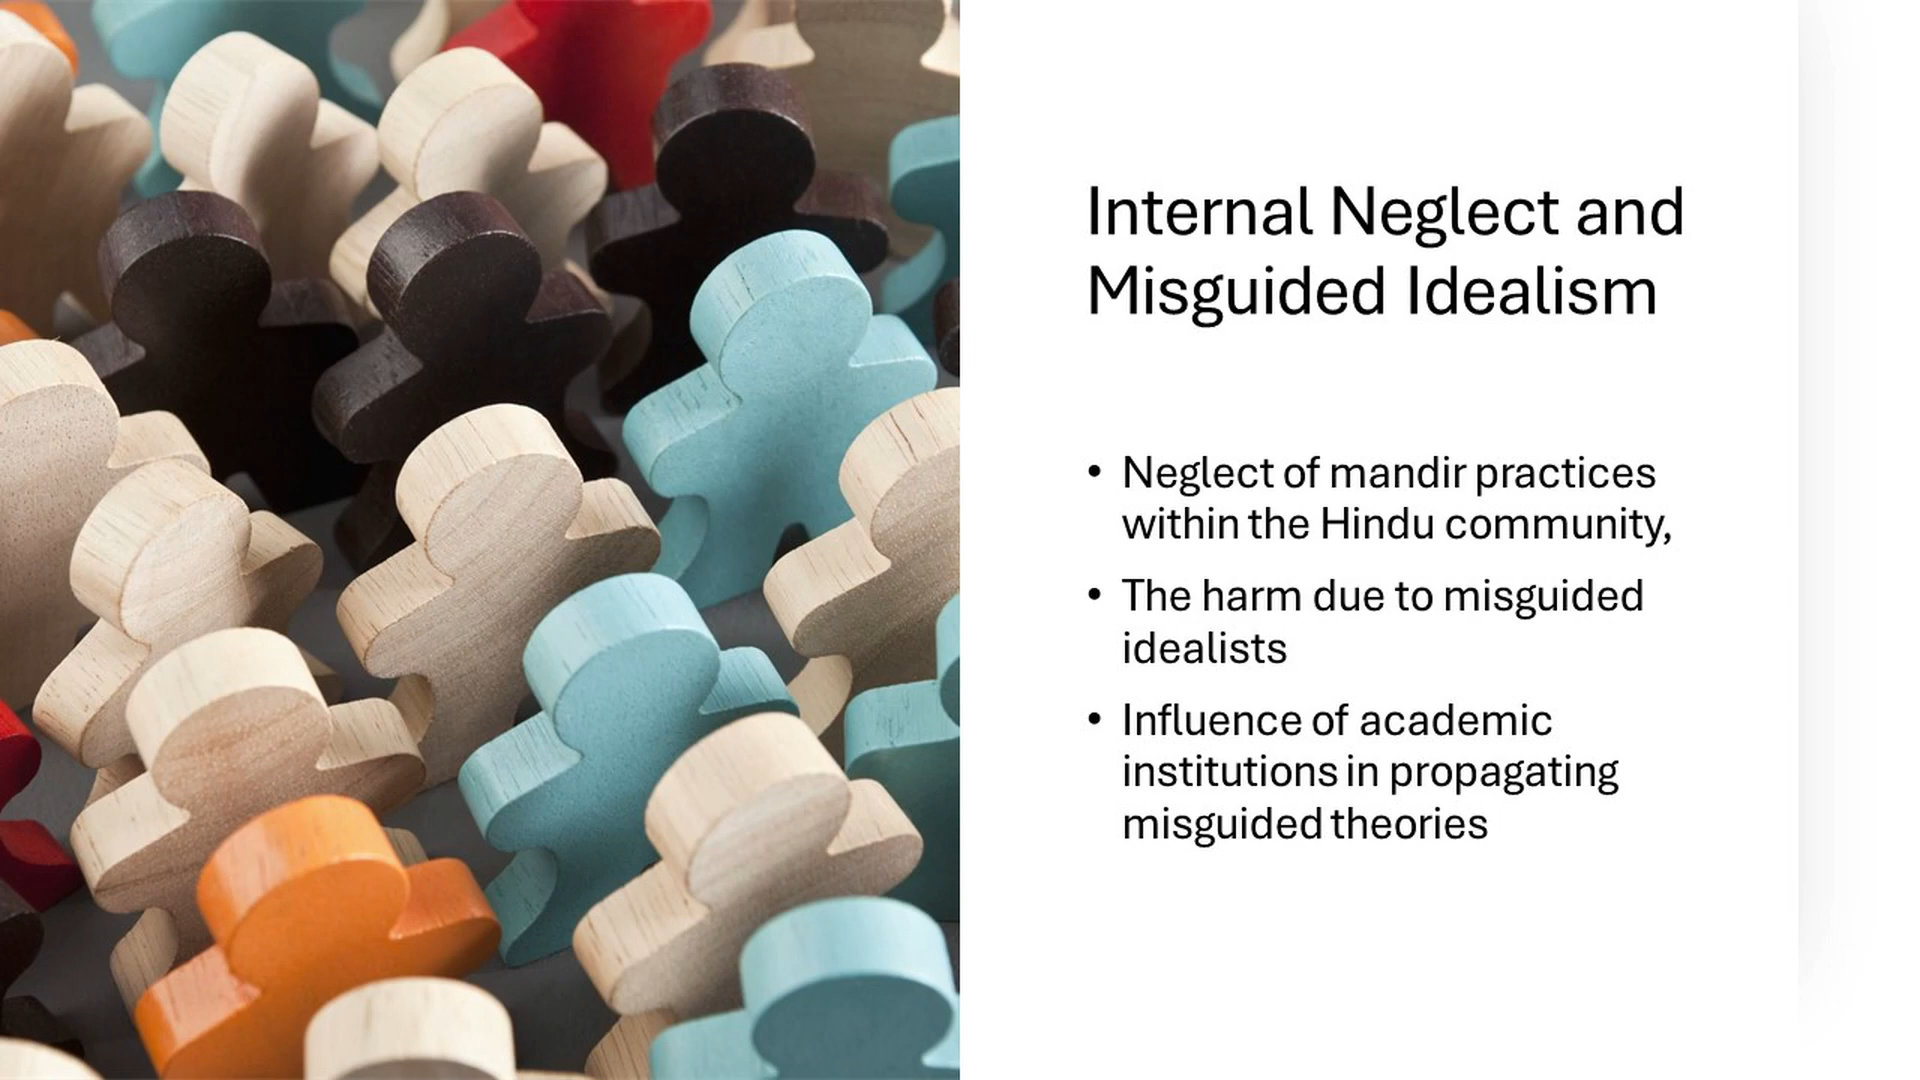 Internal Neglect and
Misguided Idealism
• Neglect of mandir practices
within the Hindu community,
• The harm due to misguided
idealists
• Influence of academic
institutions in propagating
misguided theories